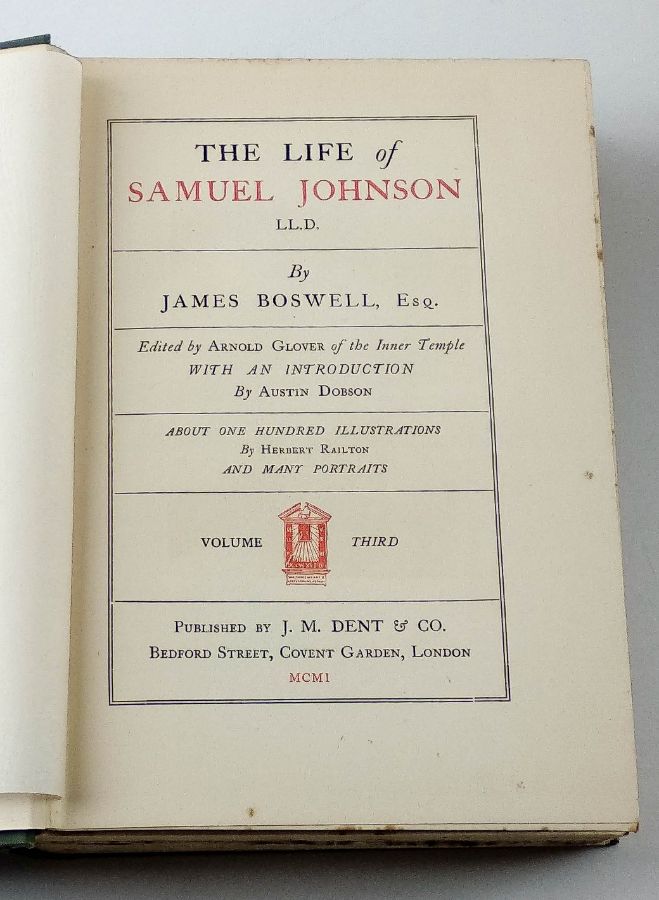 THE LIFE of
SAMUEL JOHNSON
LL.D.
By
JAMES BOSWELL, Esq.
Edited by Arnold Glover of the Inner Temple
WITH AN INTRODUCTION
By Austin Dobson
ABOUT ONE HUNDRED ILLUSTRATIONS
By Herbert Railton
AND MANY PORTRAITS
VOLUME THIRD
Published by J. M. DENT & CO.
Bedford Street, Covent Garden, London
MCMI